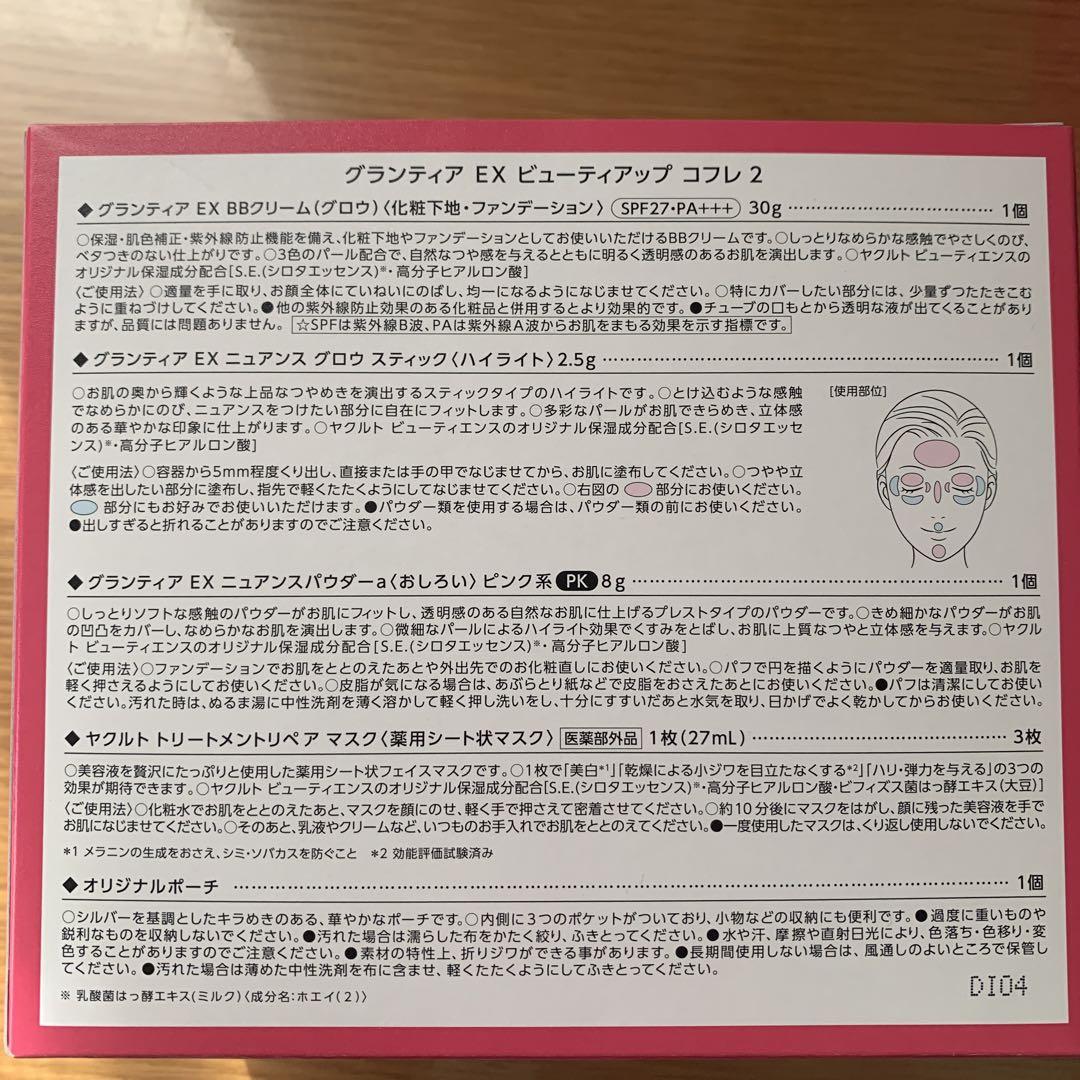 グランティア EX ビューティアップ コフレ 2
◆ グランティア EX BBクリーム(グロウ)〈化粧下地・ファンデーション〉 SPF27・PA+++ 30g …………………… 1個
○保湿・肌色補正・紫外線防止機能を備え、化粧下地やファンデーションとしてお使いいただけるBBクリームです。○しっとりなめらかな感触でやさしくのび、
ベタつきのない仕上がりです。○3色のパール配合で、自然なつや感を与えるとともに明るく透明感のあるお肌を演出します。○ヤクルト ビューティエンスの
オリジナル保湿成分配合[S.E.(シロタエッセンス)※・高分子ヒアルロン酸]
〈ご使用法〉○適量を手に取り、お顔全体にていねいにのばし、均一になるようになじませてください。○特にカバーしたい部分には、少量ずつたたきこむ
ように重ねづけしてください。●他の紫外線防止効果のある化粧品と併用するとより効果的です。●チューブの口もとから透明な液が出てくることがあり
ますが、品質には問題ありません。 ☆SPFは紫外線B波、PAは紫外線A波からお肌をまもる効果を示す指標です。
◆ グランティア EX ニュアンス グロウ スティック〈ハイライト〉2.5g …………………… 1個
○お肌の奥から輝くような上品なつやめきを演出するスティックタイプのハイライトです。○とけ込むような感触
でなめらかにのび、ニュアンスをつけたい部分に自在にフィットします。○多彩なパールがお肌できらめき、立体感
のある華やかな印象に仕上がります。○ヤクルト ビューティエンスのオリジナル保湿成分配合[S.E.(シロタエッセ
ンス)※・高分子ヒアルロン酸]
[使用部位]
〈ご使用法〉○容器から5mm程度くり出し、直接または手の甲でなじませてから、お肌に塗布してください。○つやや立
体感を出したい部分に塗布し、指先で軽くたたくようにしてなじませてください。○右図の 部分にお使いください。
部分にもお好みでお使いいただけます。●パウダー類を使用する場合は、パウダー類の前にお使いください。
●出しすぎると折れることがありますのでご注意ください。
◆ グランティア EX ニュアンスパウダーa〈おしろい〉ピンク系 PK 8g …………………… 1個
○しっとりソフトな感触のパウダーがお肌にフィットし、透明感のある自然なお肌に仕上げるプレストタイプのパウダーです。○きめ細かなパウダーがお肌
の凹凸をカバーし、なめらかなお肌を演出します。○微細なパールによるハイライト効果でくすみをとばし、お肌に上質なつやと立体感を与えます。○ヤクル
ト ビューティエンスのオリジナル保湿成分配合[S.E.(シロタエッセンス)※・高分子ヒアルロン酸]
〈ご使用法〉○ファンデーションでお肌をととのえたあとや外出先でのお化粧直しにお使いください。○パフで円を描くようにパウダーを適量取り、お肌を
軽く押さえるようにしてお使いください。○皮脂が気になる場合は、あぶらとり紙などで皮脂をおさえたあとにお使いください。●パフは清潔にしてお使い
ください。汚れた時は、ぬるま湯に中性洗剤を薄く溶かして軽く押し洗いをし、十分にすすいだあと水気を取り、日かげでよく乾かしてからお使いください。
◆ ヤクルト トリートメントリペア マスク〈薬用シート状マスク〉 医薬部外品 1枚(27mL) …………………… 3枚
○美容液を贅沢にたっぷりと使用した薬用シート状フェイスマスクです。○1枚で「美白*1」「乾燥による小ジワを目立たなくする*2」「ハリ・弾力を与える」の3つの
効果が期待できます。○ヤクルト ビューティエンスのオリジナル保湿成分配合[S.E.(シロタエッセンス)※・高分子ヒアルロン酸・ビフィズス菌はっ酵エキス(大豆)]
〈ご使用法〉○化粧水でお肌をととのえたあと、マスクを顔にのせ、軽く手で押さえて密着させてください。○約10分後にマスクをはがし、顔に残った美容液を手で
お肌になじませてください。○そのあと、乳液やクリームなど、いつものお手入れでお肌をととのえてください。●一度使用したマスクは、くり返し使用しないでください。
*1 メラニンの生成をおさえ、シミ・ソバカスを防ぐこと *2 効能評価試験済み
◆ オリジナルポーチ …………………… 1個
○シルバーを基調としたキラめきのある、華やかなポーチです。○内側に3つのポケットがついており、小物などの収納にも便利です。●過度に重いものや
鋭利なものを収納しないでください。●汚れた場合は濡らした布をかたく絞り、ふきとってください。●水や汗、摩擦や直射日光により、色落ち・色移り・変
色することがありますのでご注意ください。●素材の特性上、折りジワができる事があります。●長期間使用しない場合は、風通しのよいところで保管し
てください。●汚れた場合は薄めた中性洗剤を布に含ませ、軽くたたくようにしてふきとってください。
※ 乳酸菌はっ酵エキス(ミルク)〈成分名:ホエイ(2)〉
DI04